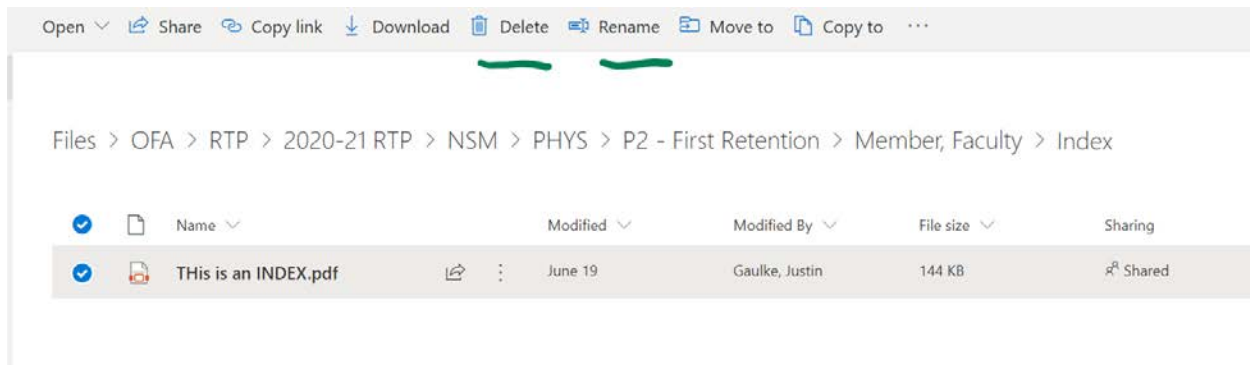 Open Share Copy link Download Delete Rename Move to Copy to ···
Files > OFA > RTP > 2020-21 RTP > NSM > PHYS > P2 - First Retention > Member, Faculty > Index
Name Modified Modified By File size Sharing
THis is an INDEX.pdf June 19 Gaulke, Justin 144 KB Shared